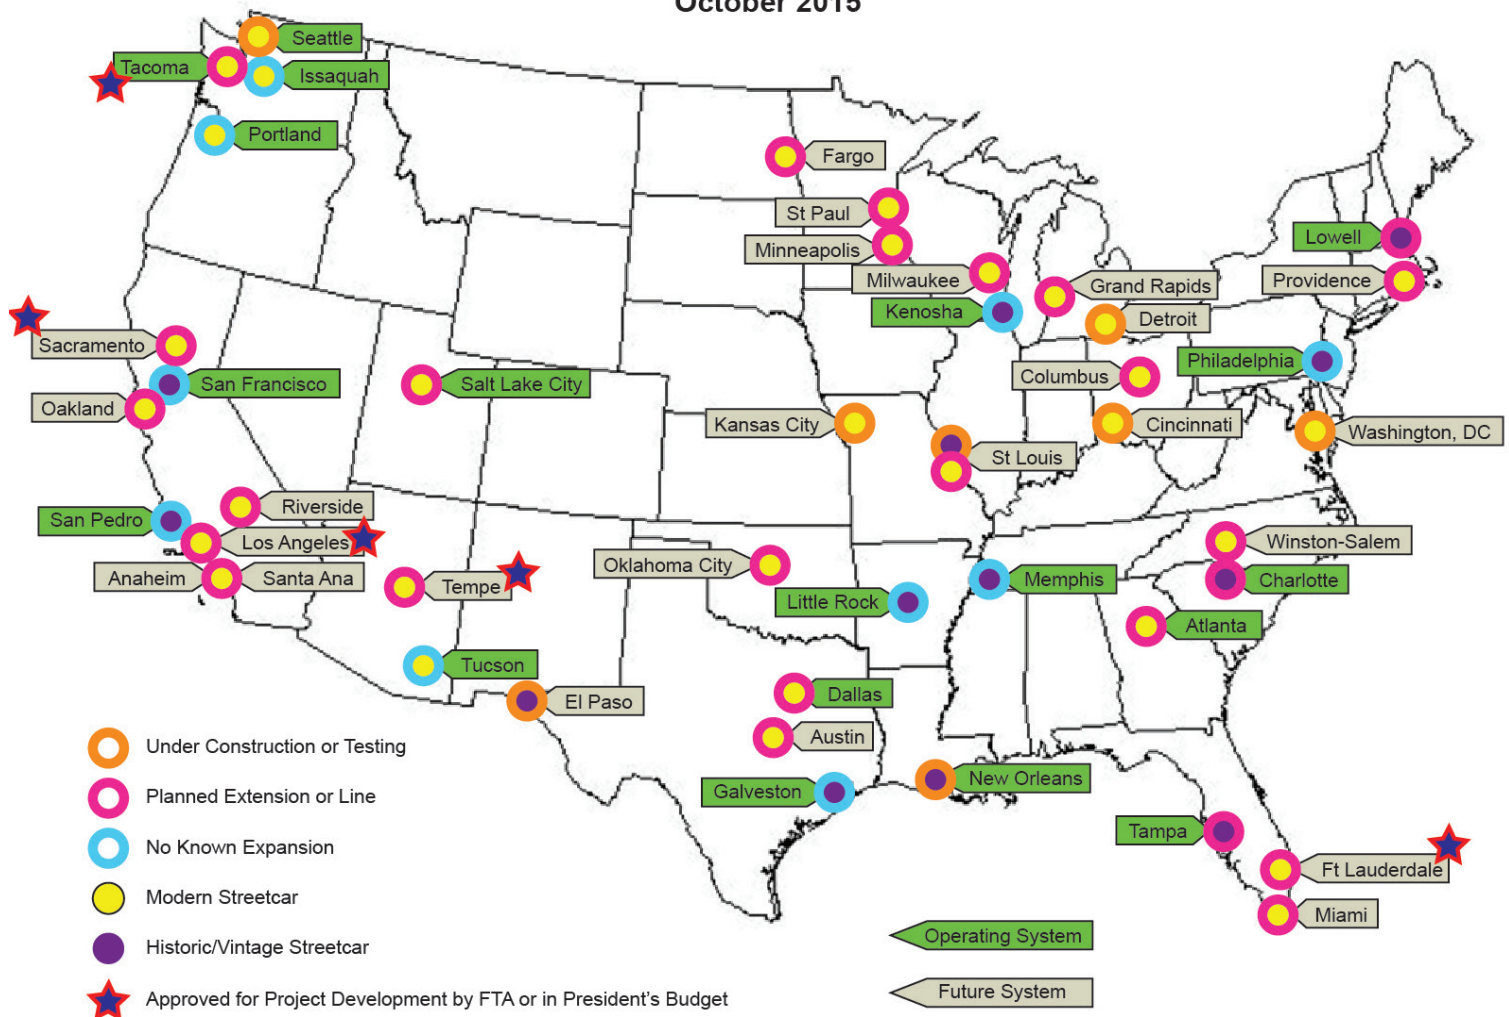 October 2015
Seattle
Tacoma
Issaquah
Portland
Fargo
St Paul
Minneapolis
Milwaukee
Kenosha
Grand Rapids
Detroit
Lowell
Providence
Philadelphia
Columbus
Sacramento
San Francisco
Oakland
Salt Lake City
Kansas City
St Louis
Cincinnati
Washington, DC
Riverside
San Pedro
Los Angeles
Anaheim
Santa Ana
Tempe
Oklahoma City
Little Rock
Memphis
Winston-Salem
Charlotte
Atlanta
Tucson
El Paso
Dallas
Austin
Galveston
New Orleans
Tampa
Ft Lauderdale
Miami
Under Construction or Testing
Planned Extension or Line
No Known Expansion
Modern Streetcar
Historic/Vintage Streetcar
Approved for Project Development by FTA or in President's Budget
Operating System
Future System